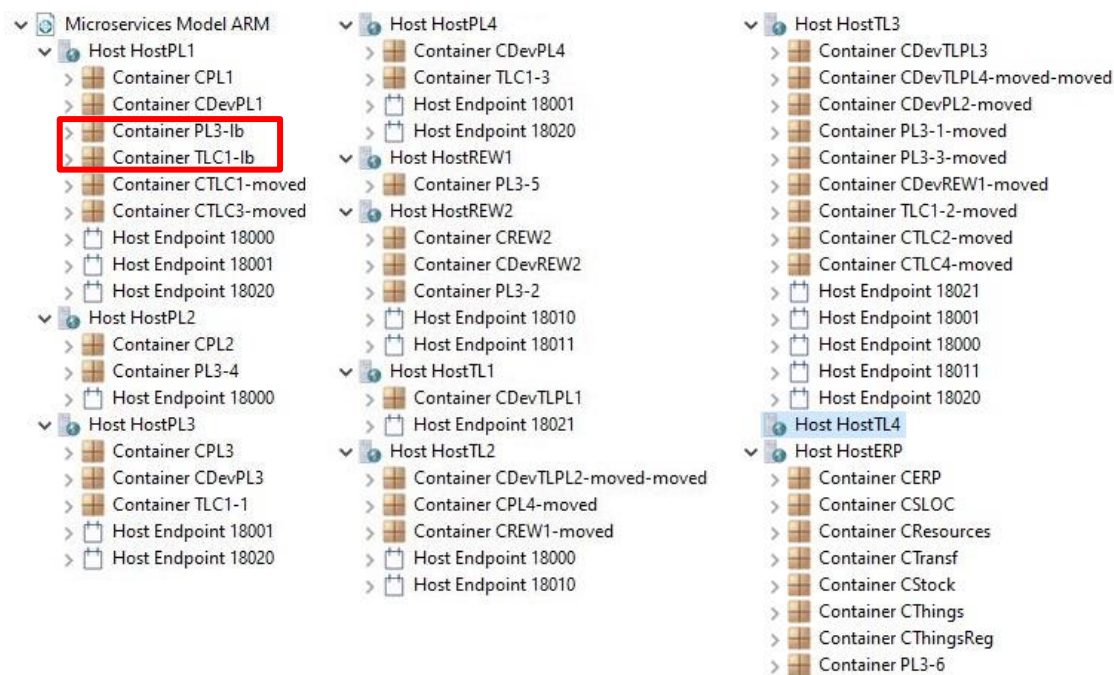 Microservices Model ARM
Host HostPL1
Container CPL1
Container CDevPL1
Container PL3-lb
Container TLC1-lb
Container CTLC1-moved
Container CTLC3-moved
Host Endpoint 18000
Host Endpoint 18001
Host Endpoint 18020
Host HostPL2
Container CPL2
Container PL3-4
Host Endpoint 18000
Host HostPL3
Container CPL3
Container CDevPL3
Container TLC1-1
Host Endpoint 18001
Host Endpoint 18020
Host HostPL4
Container CDevPL4
Container TLC1-3
Host Endpoint 18001
Host Endpoint 18020
Host HostREW1
Container PL3-5
Host HostREW2
Container CREW2
Container CDevREW2
Container PL3-2
Host Endpoint 18010
Host Endpoint 18011
Host HostTL1
Container CDevTLPL1
Host Endpoint 18021
Host HostTL2
Container CDevTLPL2-moved-moved
Container CPL4-moved
Container CREW1-moved
Host Endpoint 18000
Host Endpoint 18010
Host HostTL3
Container CDevTLPL3
Container CDevTLPL4-moved-moved
Container CDevPL2-moved
Container PL3-1-moved
Container PL3-3-moved
Container CDevREW1-moved
Container TLC1-2-moved
Container CTLC2-moved
Container CTLC4-moved
Host Endpoint 18021
Host Endpoint 18001
Host Endpoint 18000
Host Endpoint 18011
Host Endpoint 18020
Host HostTL4
Host HostERP
Container CERP
Container CSLOC
Container CResources
Container CTransf
Container CStock
Container CThings
Container CThingsReg
Container PL3-6